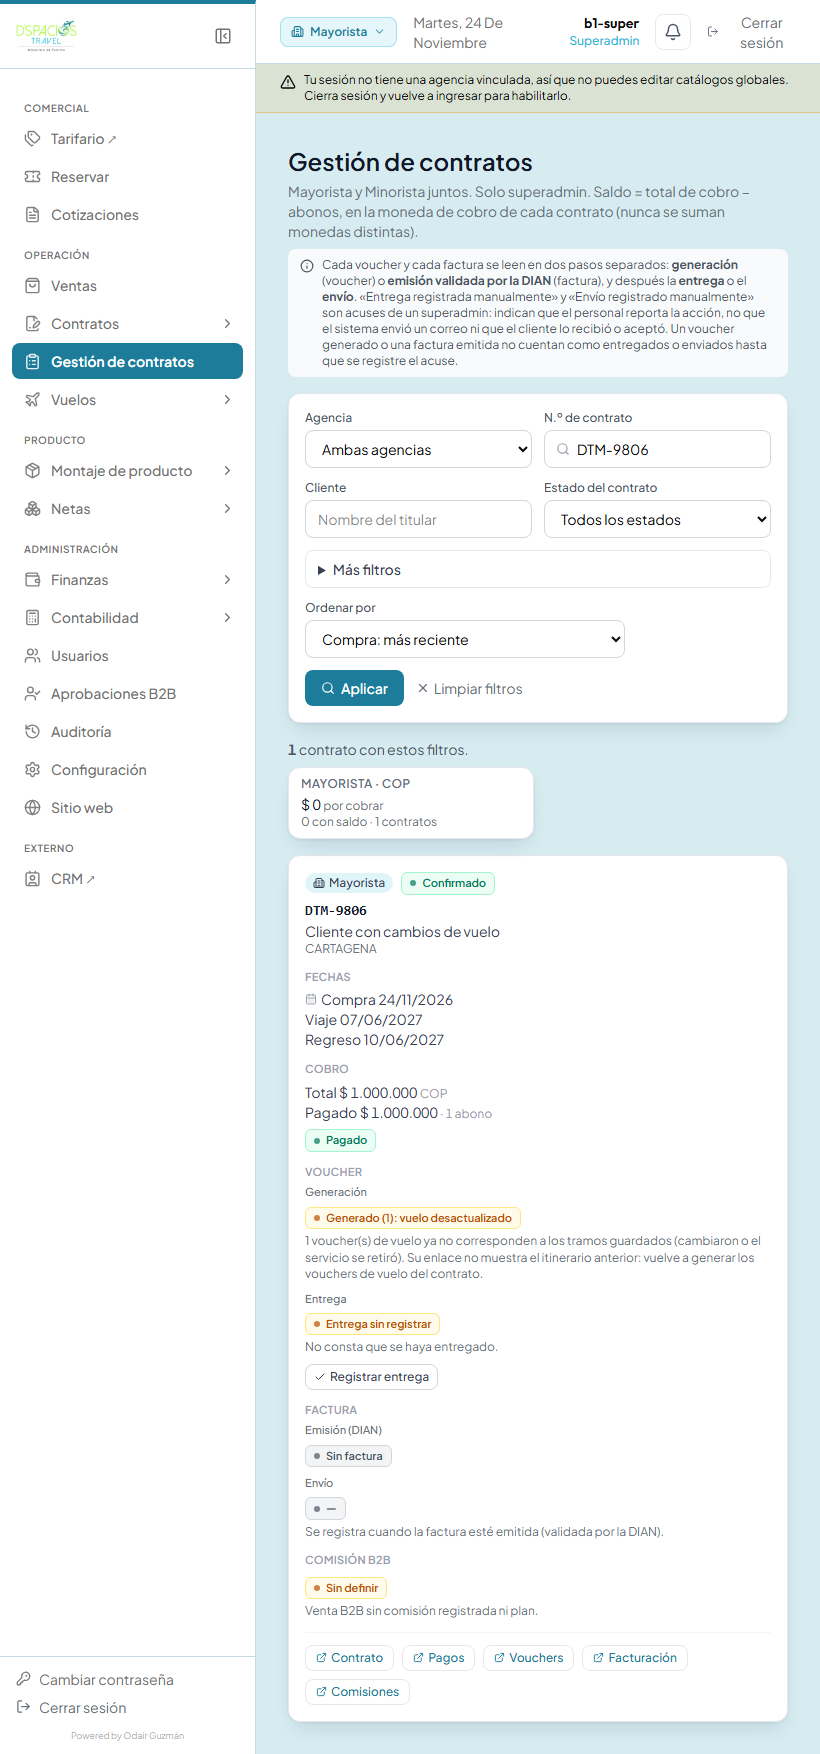 D'SPACIOS
TRAVEL
COMERCIAL
Tarifario ↗
Reservar
Cotizaciones
OPERACIÓN
Ventas
Contratos
Gestión de contratos
Vuelos
PRODUCTO
Montaje de producto
Netas
ADMINISTRACIÓN
Finanzas
Contabilidad
Usuarios
Aprobaciones B2B
Auditoría
Configuración
Sitio web
EXTERNO
CRM ↗
Cambiar contraseña
Cerrar sesión
Powered by Odair Guzmán
Mayorista
Martes, 24 De
Noviembre
b1-super
Superadmin
Cerrar
sesión
Tu sesión no tiene una agencia vinculada, así que no puedes editar catálogos globales.
Cierra sesión y vuelve a ingresar para habilitarlo.
Gestión de contratos
Mayorista y Minorista juntos. Solo superadmin. Saldo = total de cobro −
abonos, en la moneda de cobro de cada contrato (nunca se suman
monedas distintas).
Cada voucher y cada factura se leen en dos pasos separados: generación
(voucher) o emisión validada por la DIAN (factura), y después la entrega o el
envío. «Entrega registrada manualmente» y «Envío registrado manualmente»
son acuses de un superadmin: indican que el personal reporta la acción, no que
el sistema envió un correo ni que el cliente lo recibió o aceptó. Un voucher
generado o una factura emitida no cuentan como entregados o enviados hasta
que se registre el acuse.
Agencia
Ambas agencias
N.º de contrato
DTM-9806
Cliente
Nombre del titular
Estado del contrato
Todos los estados
Más filtros
Ordenar por
Compra: más reciente
Aplicar
Limpiar filtros
1 contrato con estos filtros.
MAYORISTA · COP
$ 0 por cobrar
0 con saldo · 1 contratos
Mayorista
Confirmado
DTM-9806
Cliente con cambios de vuelo
CARTAGENA
FECHAS
Compra 24/11/2026
Viaje 07/06/2027
Regreso 10/06/2027
COBRO
Total $ 1.000.000 COP
Pagado $ 1.000.000 · 1 abono
Pagado
VOUCHER
Generación
Generado (1): vuelo desactualizado
1 voucher(s) de vuelo ya no corresponden a los tramos guardados (cambiaron o el
servicio se retiró). Su enlace no muestra el itinerario anterior: vuelve a generar los
vouchers de vuelo del contrato.
Entrega
Entrega sin registrar
No consta que se haya entregado.
Registrar entrega
FACTURA
Emisión (DIAN)
Sin factura
Envío
—
Se registra cuando la factura esté emitida (validada por la DIAN).
COMISIÓN B2B
Sin definir
Venta B2B sin comisión registrada ni plan.
Contrato
Pagos
Vouchers
Facturación
Comisiones